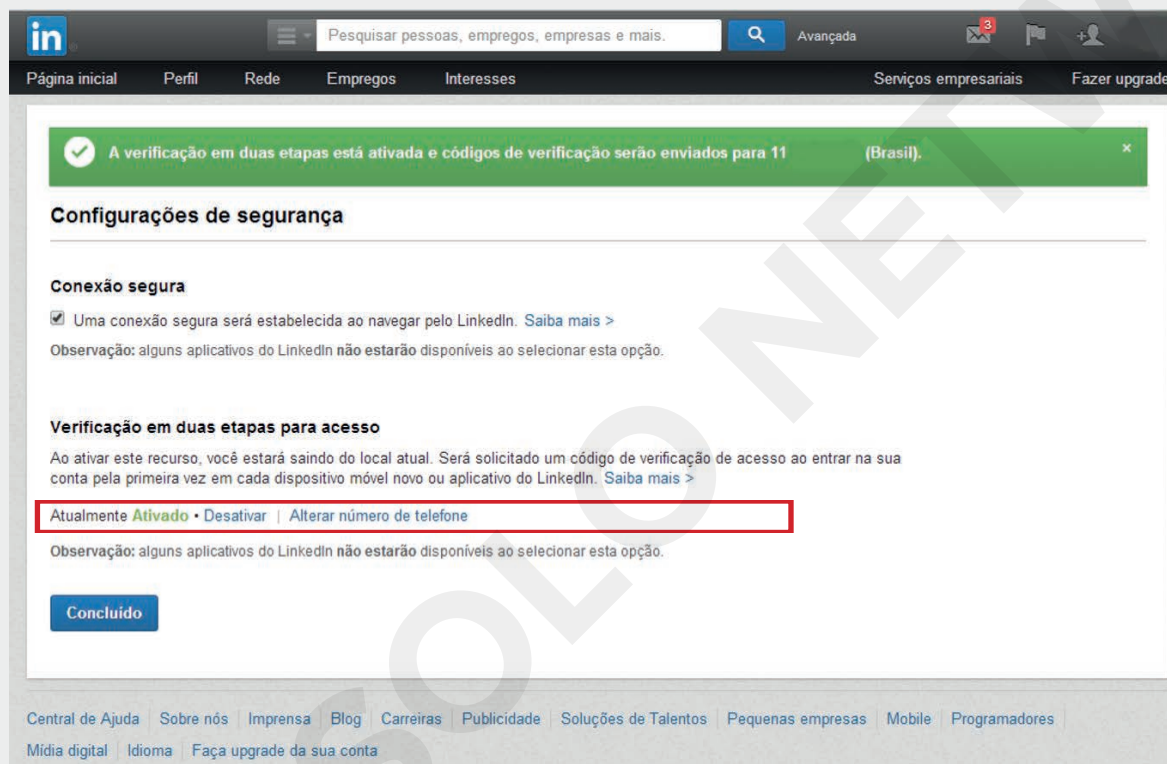 in
Pesquisar pessoas, empregos, empresas e mais.
Avançada
3
Página inicial Perfil Rede Empregos Interesses Serviços empresariais Fazer upgrade
A verificação em duas etapas está ativada e códigos de verificação serão enviados para 11 (Brasil). ×
Configurações de segurança
Conexão segura
Uma conexão segura será estabelecida ao navegar pelo LinkedIn. Saiba mais >
Observação: alguns aplicativos do LinkedIn não estarão disponíveis ao selecionar esta opção.
Verificação em duas etapas para acesso
Ao ativar este recurso, você estará saindo do local atual. Será solicitado um código de verificação de acesso ao entrar na sua
conta pela primeira vez em cada dispositivo móvel novo ou aplicativo do LinkedIn. Saiba mais >
Atualmente Ativado • Desativar | Alterar número de telefone
Observação: alguns aplicativos do LinkedIn não estarão disponíveis ao selecionar esta opção.
Concluído
Central de Ajuda Sobre nós Imprensa Blog Carreiras Publicidade Soluções de Talentos Pequenas empresas Mobile Programadores
Mídia digital Idioma Faça upgrade da sua conta
SOLO NETW